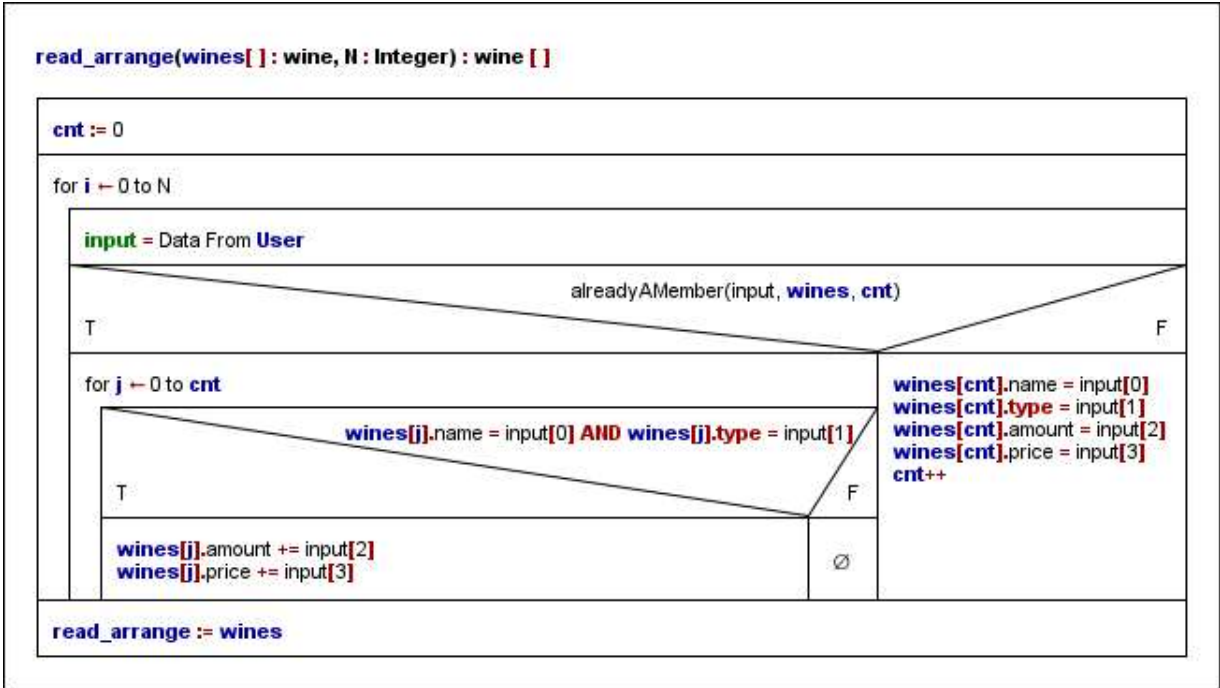 read_arrange(wines[ ] : wine, N : Integer) : wine [ ]
cnt := 0
for i ← 0 to N
input = Data From User
alreadyAMember(input, wines, cnt)
T
F
for j ← 0 to cnt
wines[j].name = input[0] AND wines[j].type = input[1]
T
F
wines[j].amount += input[2]
wines[j].price += input[3]
∅
wines[cnt].name = input[0]
wines[cnt].type = input[1]
wines[cnt].amount = input[2]
wines[cnt].price = input[3]
cnt++
read_arrange := wines